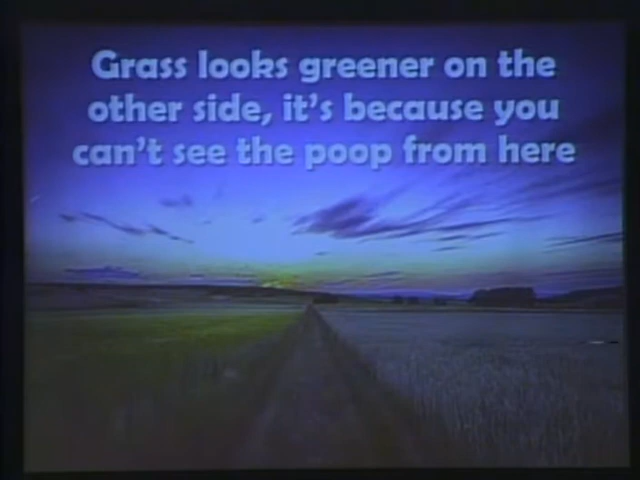 Grass looks greener on the
other side, it's because you
can't see the poop from here